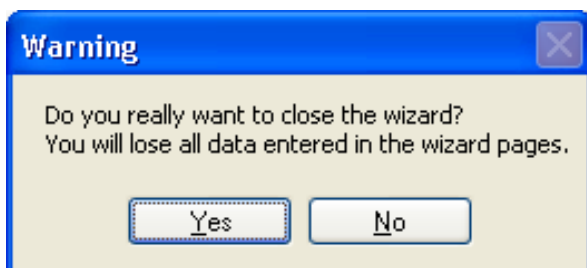 Warning
Do you really want to close the wizard?
You will lose all data entered in the wizard pages.
Yes
No